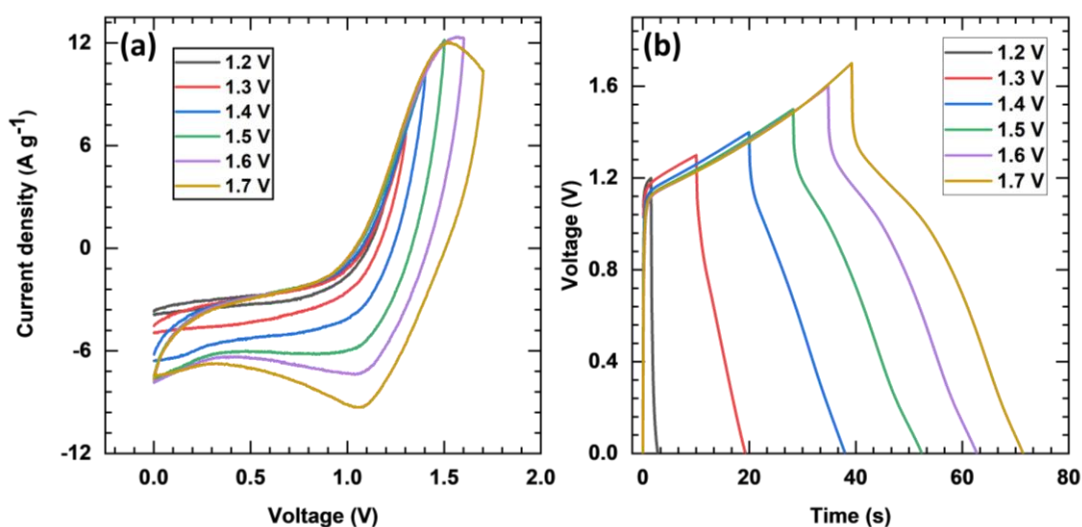 (a)
1.2 V
1.3 V
1.4 V
1.5 V
1.6 V
1.7 V
12
6
0
-6
-12
Current density (A g⁻¹)
0.0 0.5 1.0 1.5 2.0
Voltage (V)
(b)
1.2 V
1.3 V
1.4 V
1.5 V
1.6 V
1.7 V
1.6
1.2
0.8
0.4
0.0
Voltage (V)
0 20 40 60 80
Time (s)